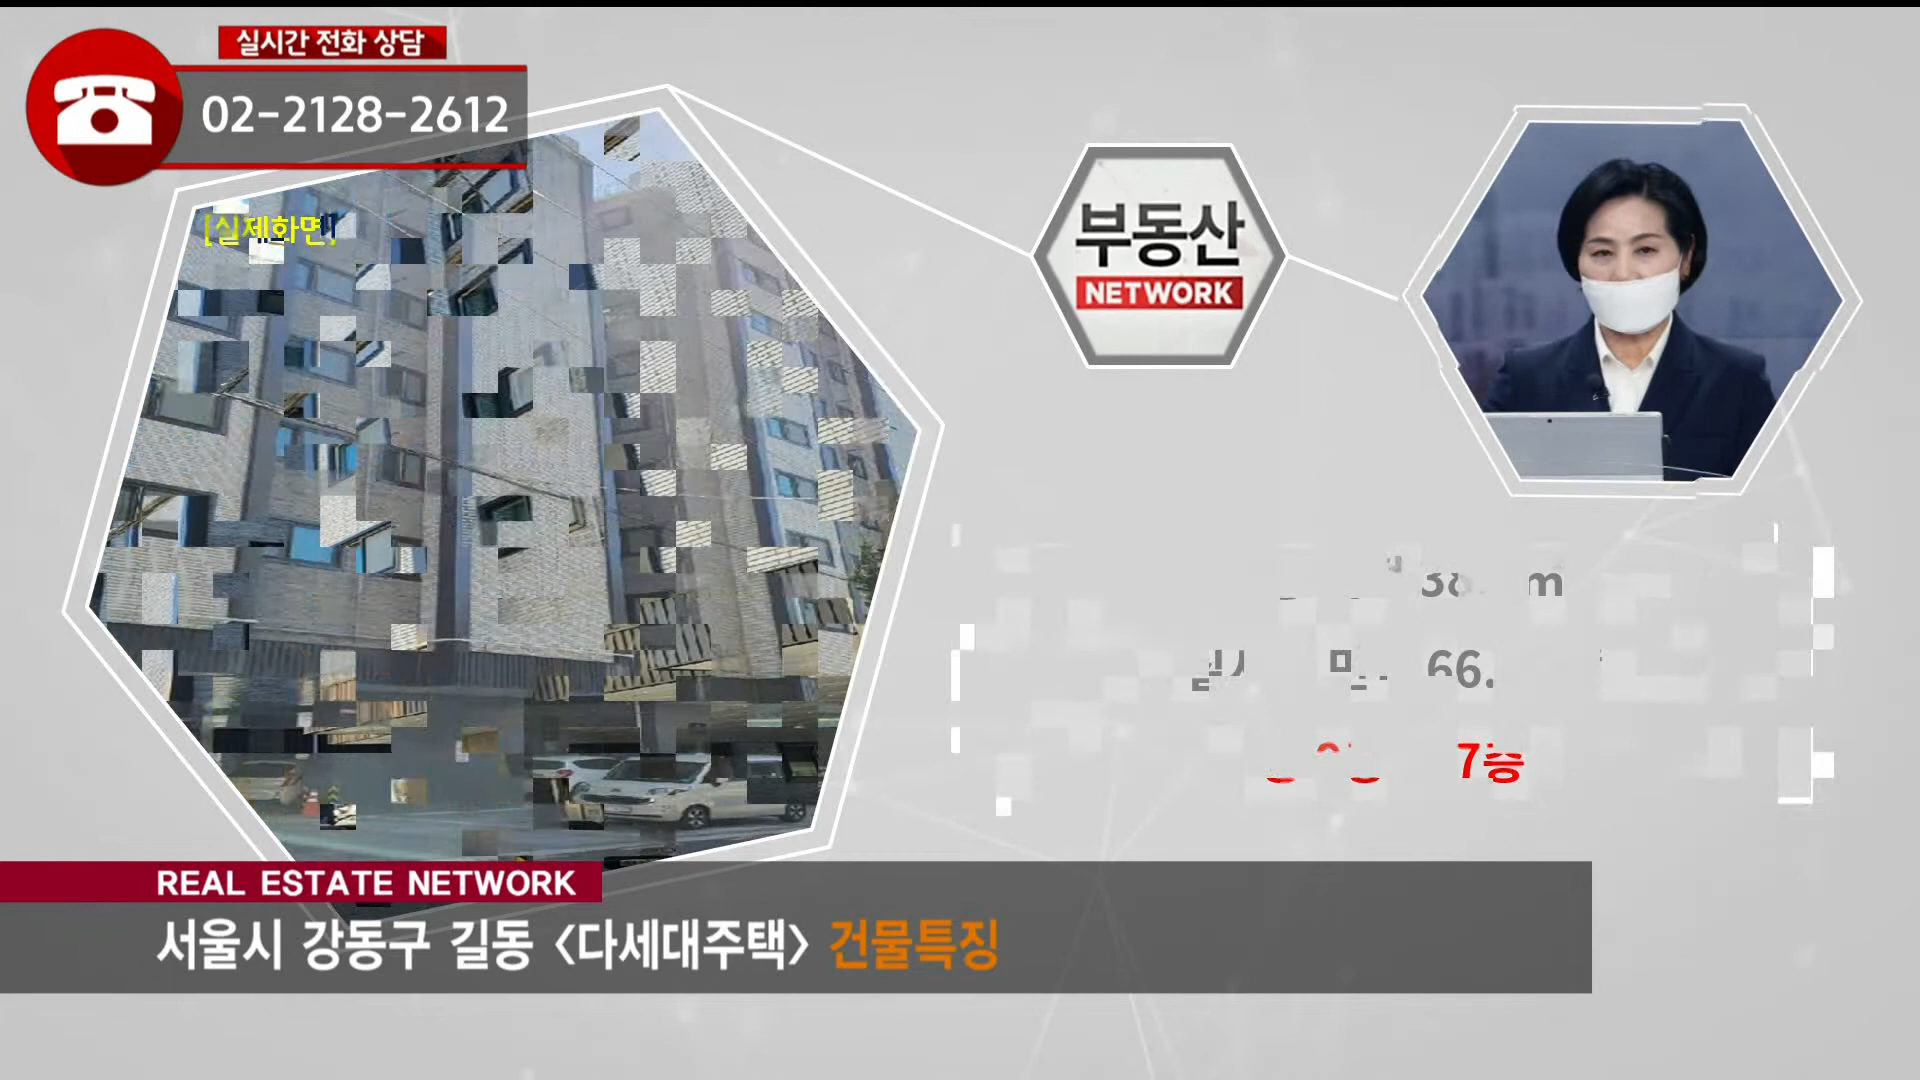 실시간 전화 상담
02-2128-2612
[실제화면]
부동산
NETWORK
66.
7층
REAL ESTATE NETWORK
서울시 강동구 길동 <다세대주택> 건물특징